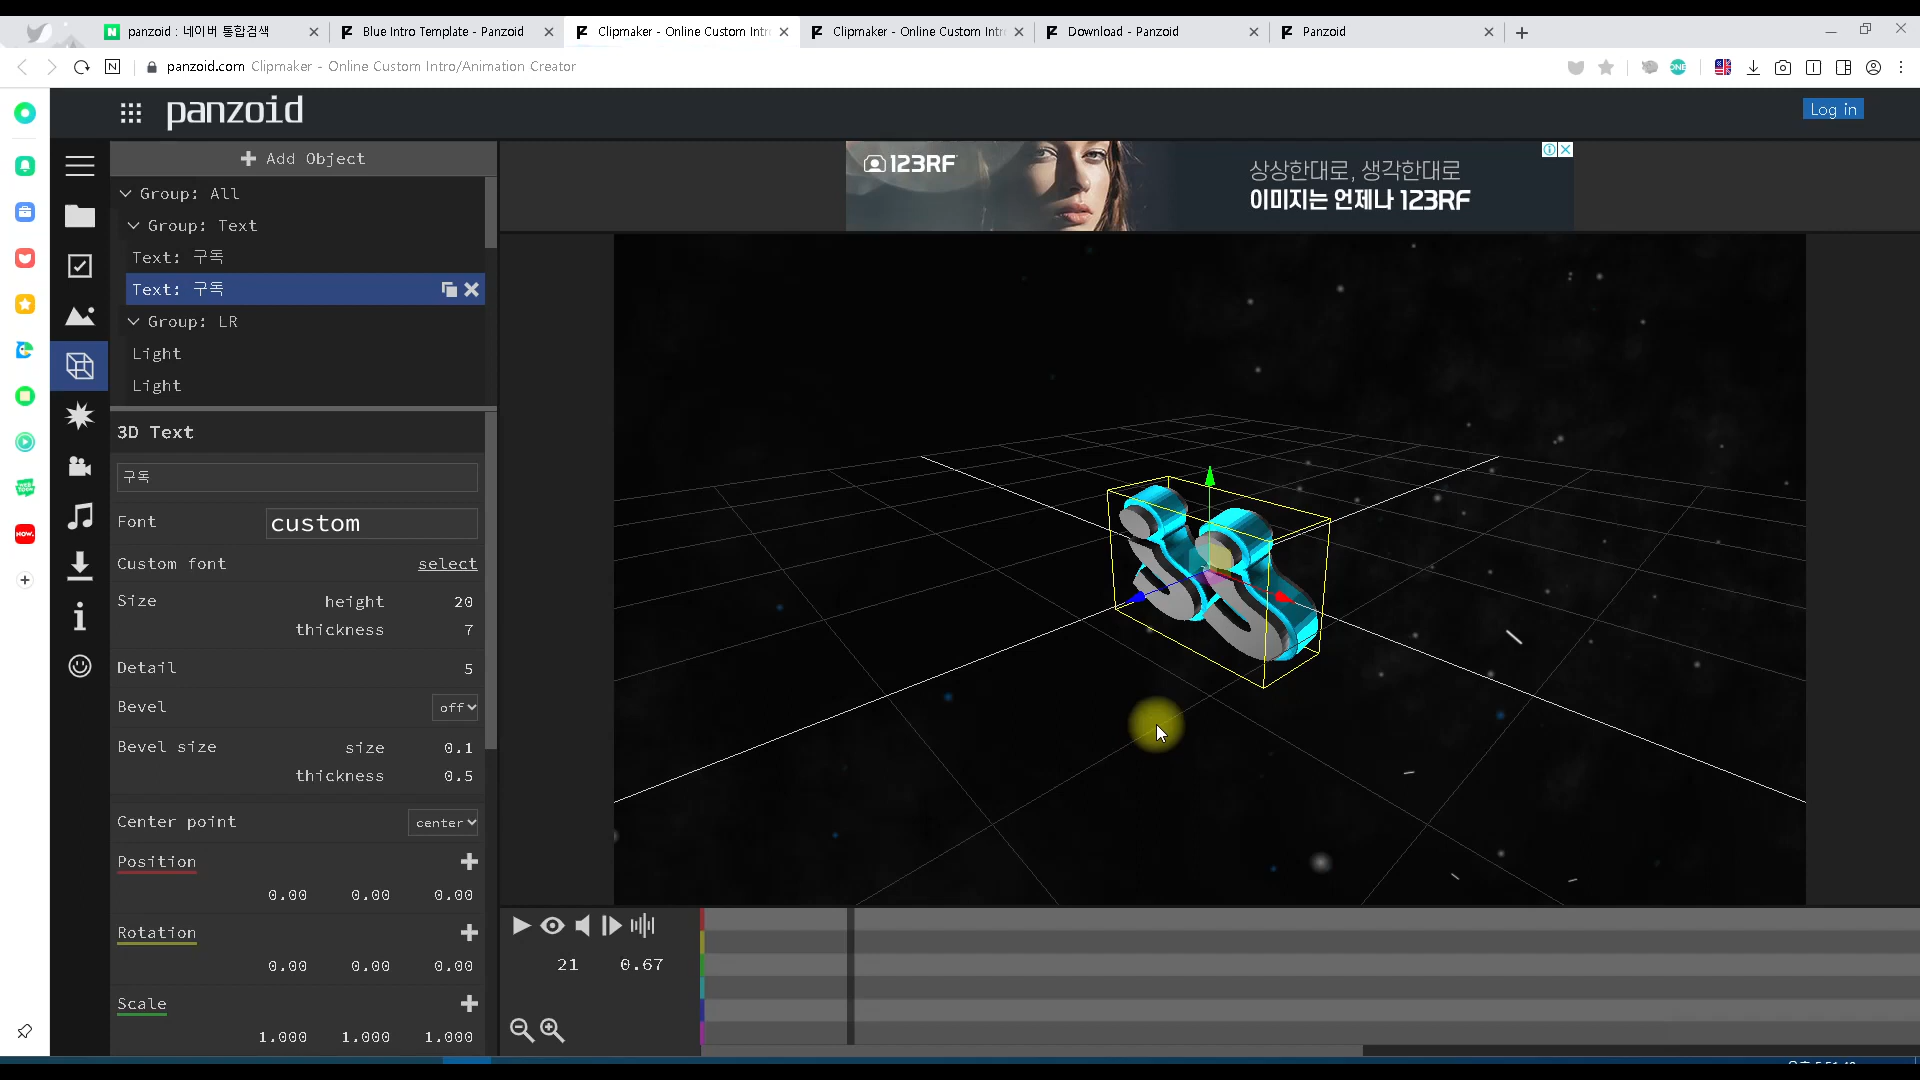 panzoid : 네이버 통합검색
Blue Intro Template - Panzoid
Clipmaker - Online Custom Intr
Clipmaker - Online Custom Intr
Download - Panzoid
Panzoid
panzoid.com Clipmaker - Online Custom Intro/Animation Creator
panzoid
Log in
Add Object
Group: All
Group: Text
Text: 구독
Text: 구독
Group: LR
Light
Light
123RF
상상한대로, 생각한대로
이미지는 언제나 123RF
3D Text
구독
Font custom
Custom font select
Size height 20
thickness 7
Detail 5
Bevel off
Bevel size size 0.1
thickness 0.5
Center point center
Position
0.00 0.00 0.00
Rotation
0.00 0.00 0.00
Scale
1.000 1.000 1.000
21 0.67
NOW.
ONE